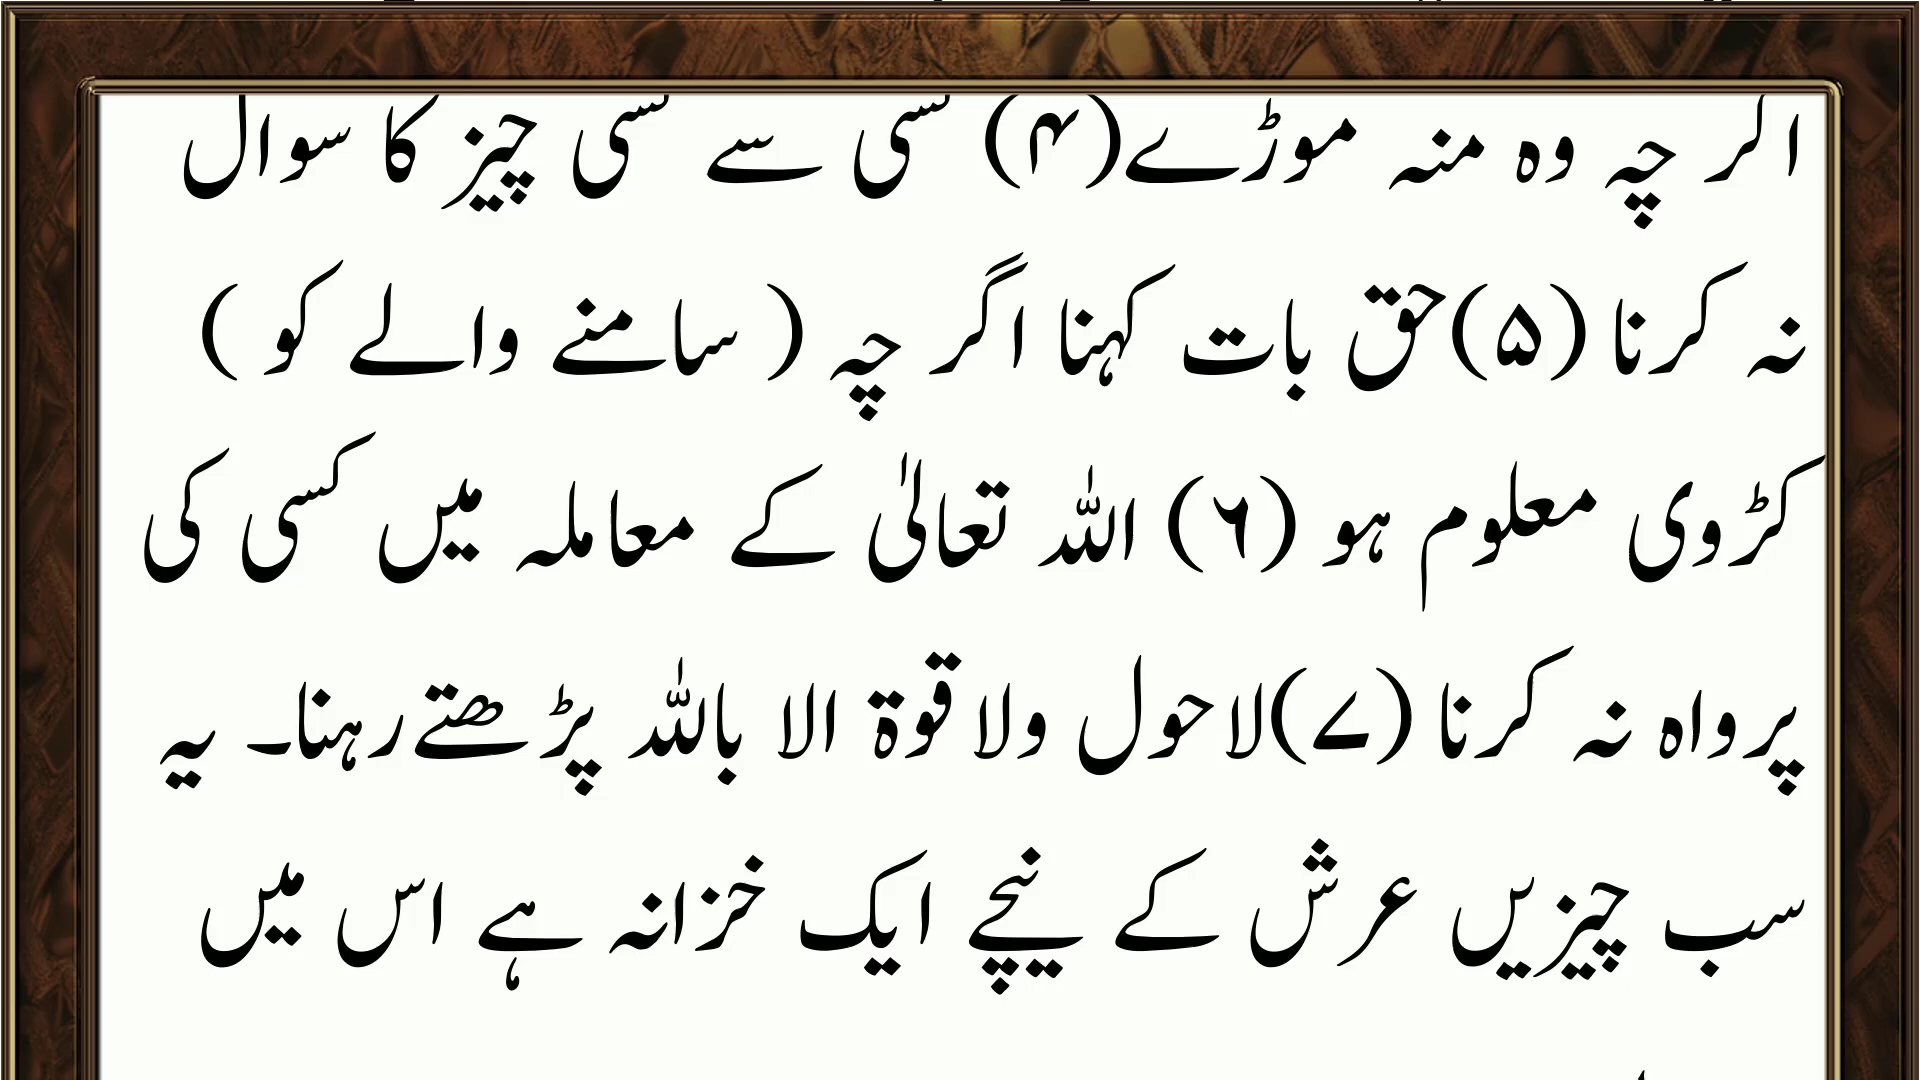 اگر چہ وہ منہ موڑے(۴) کسی سے کسی چیز کا سوال
نہ کرنا (۵)حق بات کہنا اگر چہ ( سامنے والے کو )
کڑوی معلوم ہو (۶) اللہ تعالیٰ کے معاملہ میں کسی کی
پرواہ نہ کرنا (۷)لاحول ولا قوۃ الا باللہ پڑھتے رہنا۔ یہ
سب چیزیں عرش کے نیچے ایک خزانہ ہے اس میں